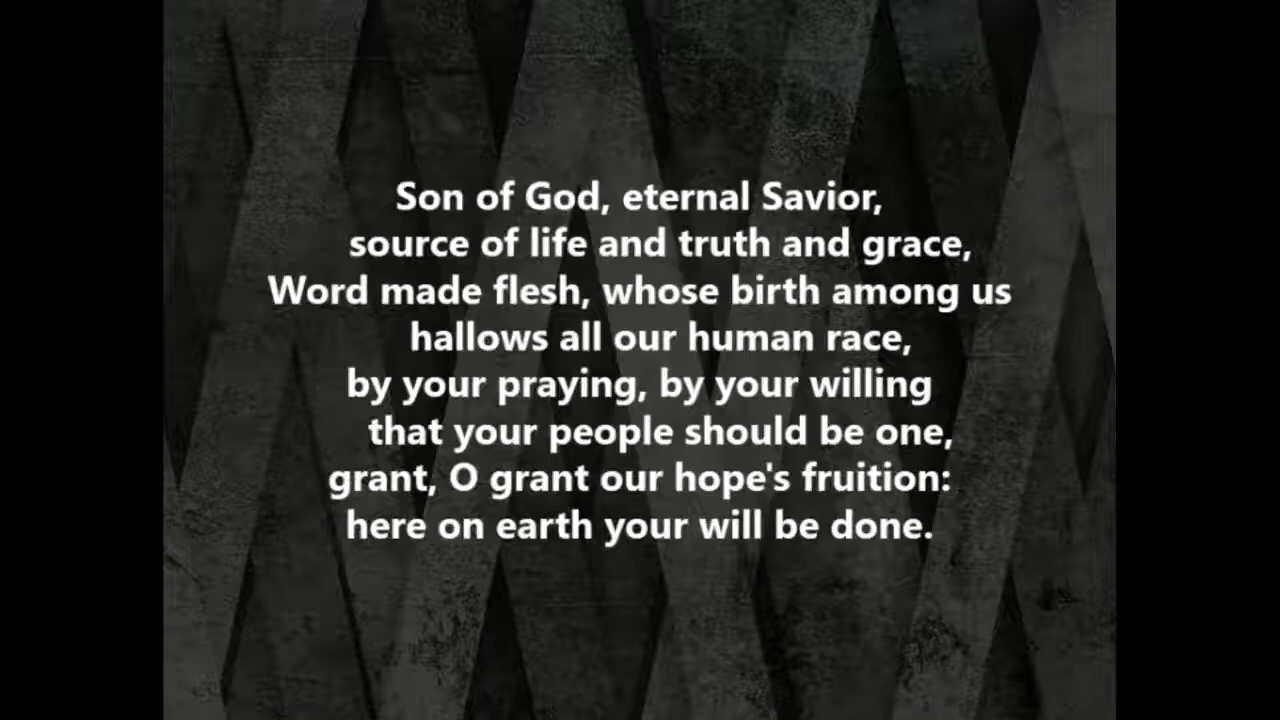 Son of God, eternal Savior,
source of life and truth and grace,
Word made flesh, whose birth among us
hallows all our human race,
by your praying, by your willing
that your people should be one,
grant, O grant our hope's fruition:
here on earth your will be done.